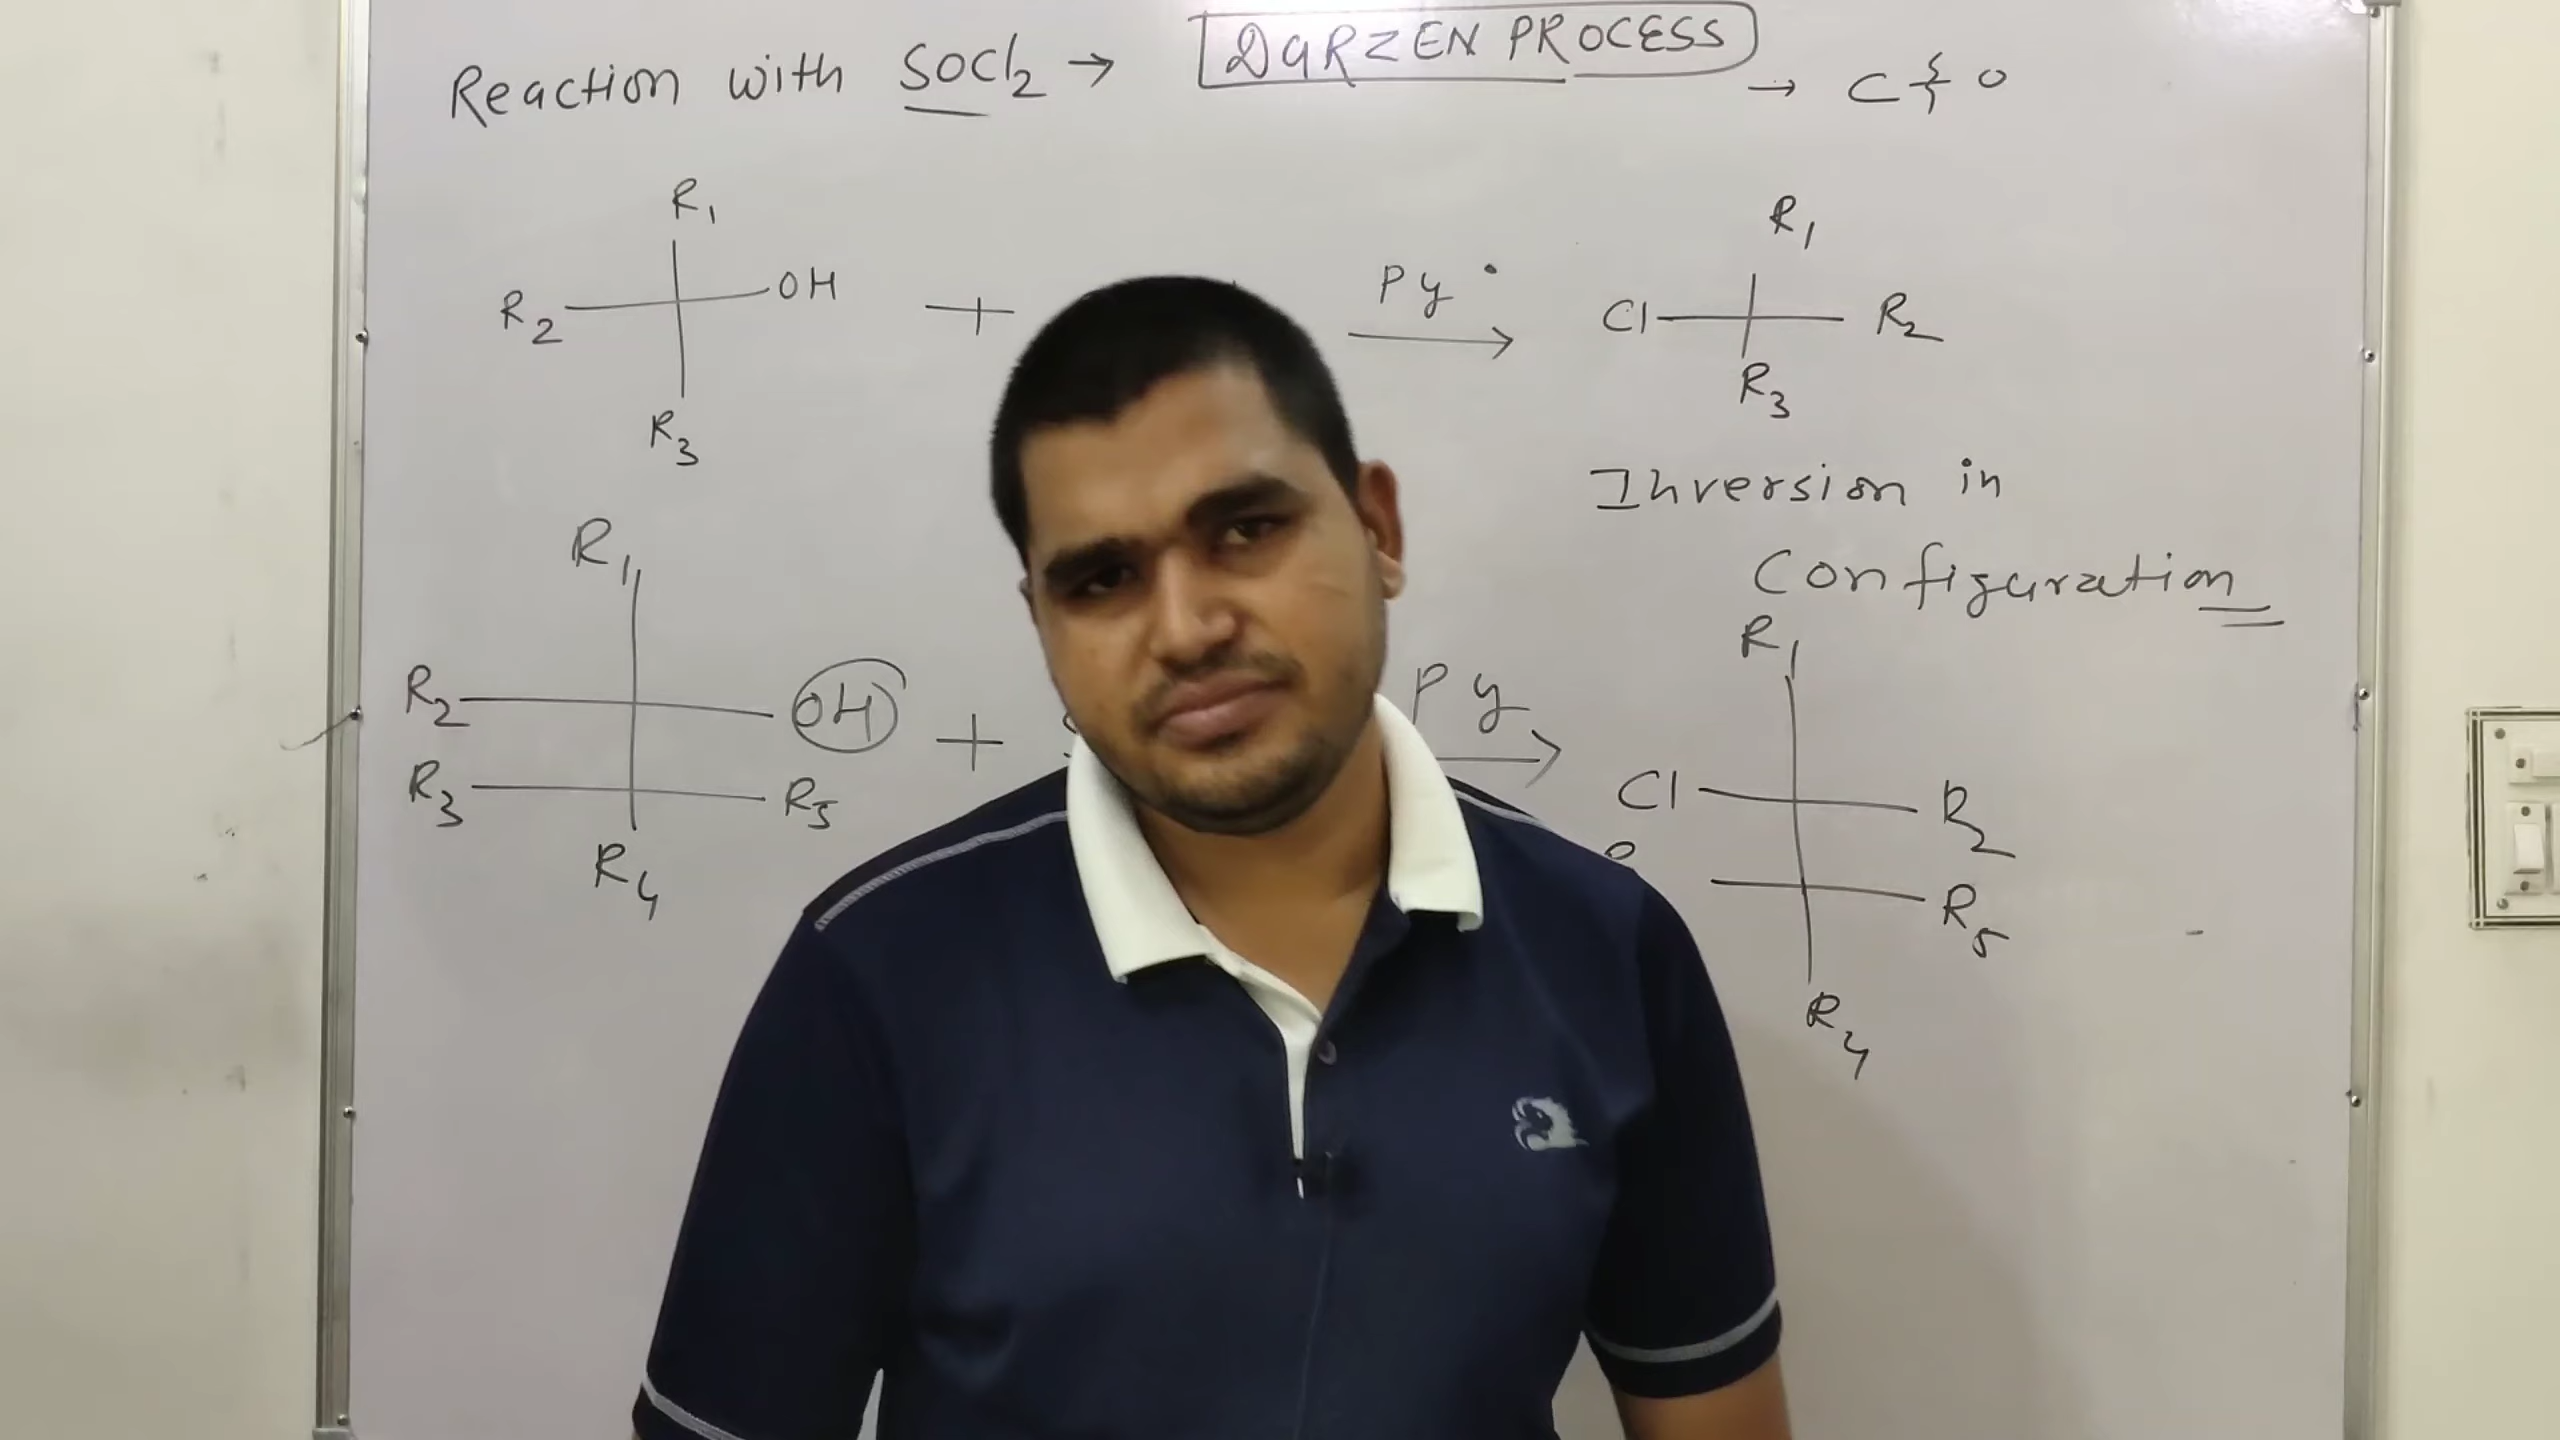 Reaction with SOCl2 → DARZEN PROCESS → C O
R1
R2 OH + Py
R3
R1
Cl R2
R3
Inversion in
Configuration
R1
R2 OH +
R3 R5
R4
Py
R1
Cl R2
R5
R4